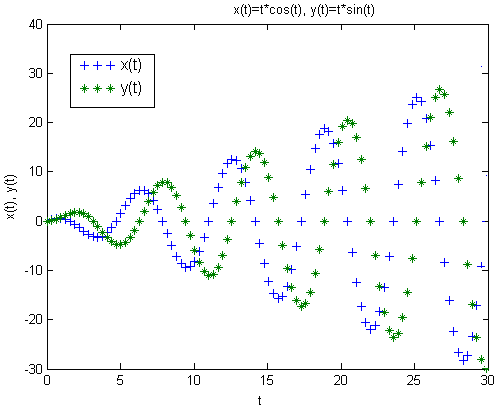 x(t)=t*cos(t), y(t)=t*sin(t)
40
30
20
10
0
-10
-20
-30
x(t), y(t)
x(t)
y(t)
0 5 10 15 20 25 30
t